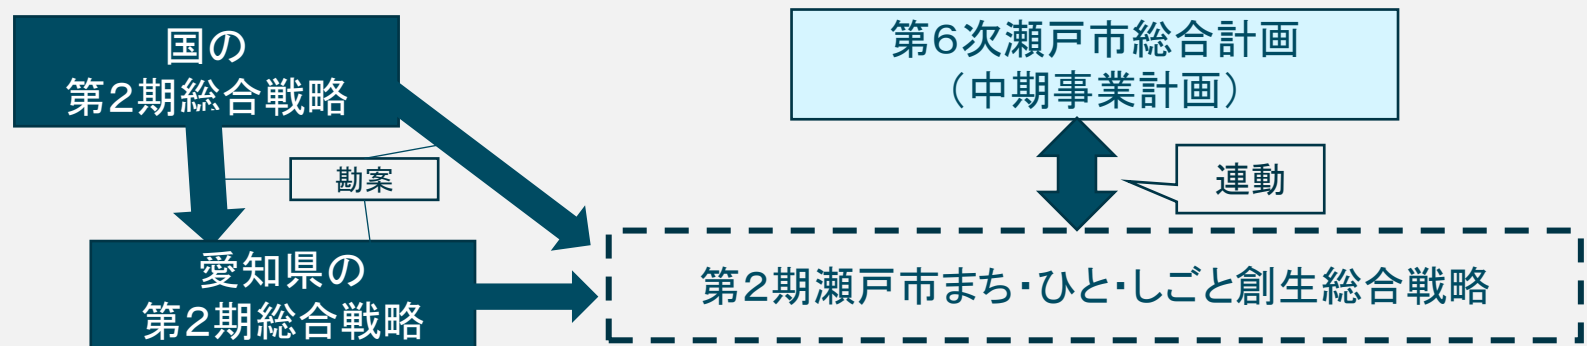 国の
第2期総合戦略
第6次瀬戸市総合計画
（中期事業計画）
勘案
連動
愛知県の
第2期総合戦略
第2期瀬戸市まち・ひと・しごと創生総合戦略